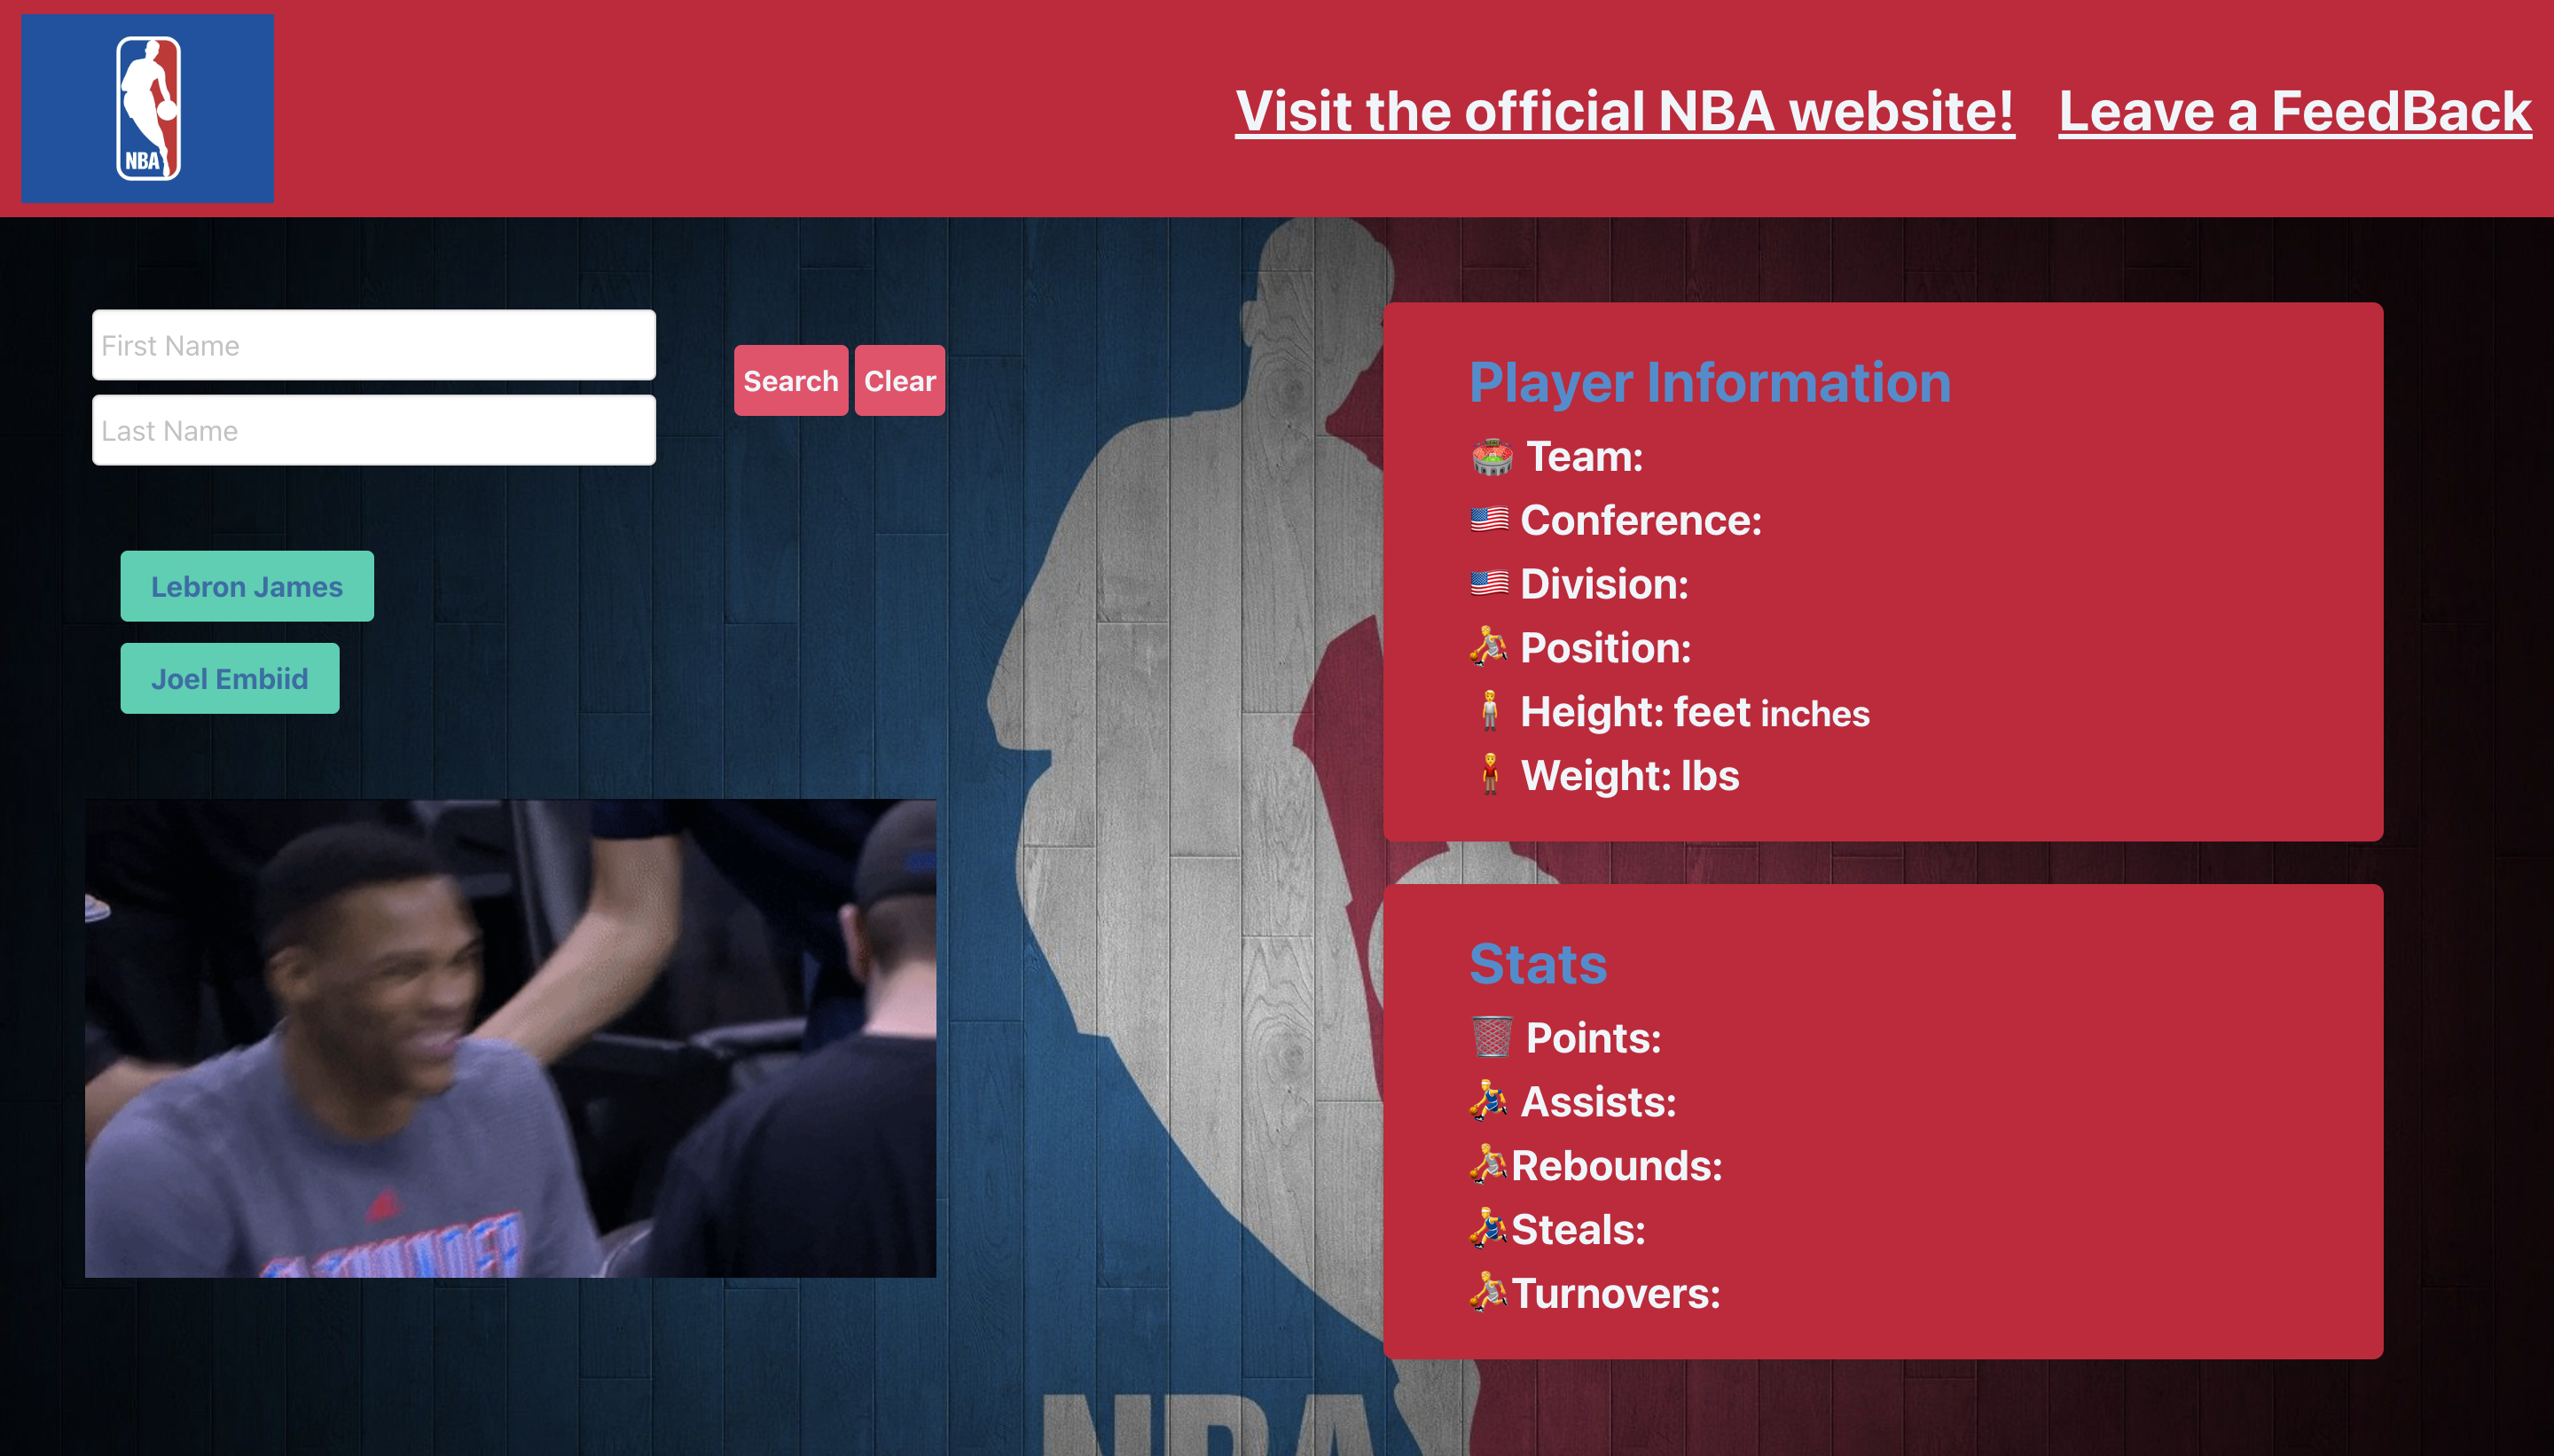 NBA
Visit the official NBA website! Leave a FeedBack
First Name
Last Name
Search Clear
Lebron James
Joel Embiid
Player Information
Team:
Conference:
Division:
Position:
Height: feet inches
Weight: lbs
Stats
Points:
Assists:
Rebounds:
Steals:
Turnovers:
NBA